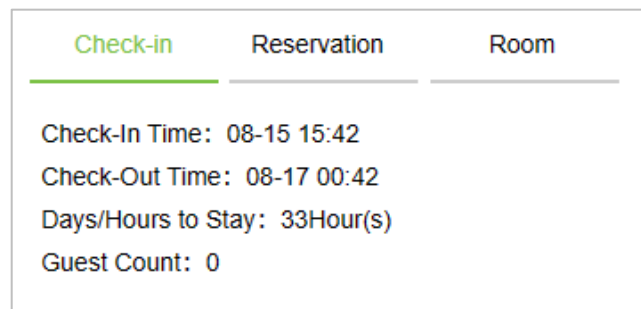 Check-in Reservation Room
Check-In Time: 08-15 15:42
Check-Out Time: 08-17 00:42
Days/Hours to Stay: 33Hour(s)
Guest Count: 0